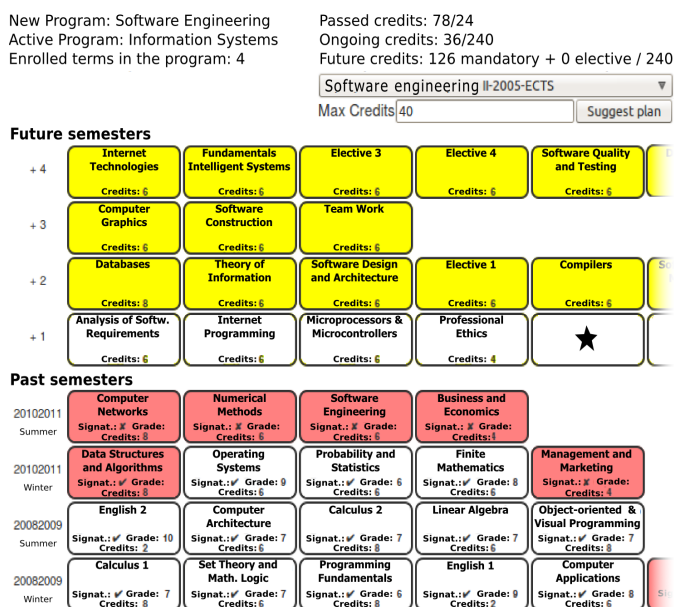 New Program: Software Engineering
Active Program: Information Systems
Enrolled terms in the program: 4
Passed credits: 78/24
Ongoing credits: 36/240
Future credits: 126 mandatory + 0 elective / 240
Software engineering II-2005-ECTS
Max Credits 40 Suggest plan
Future semesters
+ 4
Internet Technologies Credits: 6
Fundamentals Intelligent Systems Credits: 6
Elective 3 Credits: 6
Elective 4 Credits: 6
Software Quality and Testing Credits: 6
+ 3
Computer Graphics Credits: 6
Software Construction Credits: 6
Team Work Credits: 6
+ 2
Databases Credits: 8
Theory of Information Credits: 6
Software Design and Architecture Credits: 6
Elective 1 Credits: 6
Compilers Credits: 6
+ 1
Analysis of Softw. Requirements Credits: 6
Internet Programming Credits: 6
Microprocessors & Microcontrollers Credits: 6
Professional Ethics Credits: 4
Past semesters
20102011 Summer
Computer Networks Signat.: ✘ Grade: Credits: 8
Numerical Methods Signat.: ✘ Grade: Credits: 6
Software Engineering Signat.: ✘ Grade: Credits: 6
Business and Economics Signat.: ✘ Grade: Credits: 4
20102011 Winter
Data Structures and Algorithms Signat.: ✔ Grade: Credits: 8
Operating Systems Signat.: ✔ Grade: 9 Credits: 6
Probability and Statistics Signat.: ✔ Grade: 6 Credits: 6
Finite Mathematics Signat.: ✔ Grade: 8 Credits: 6
Management and Marketing Signat.: ✘ Grade: Credits: 4
20082009 Summer
English 2 Signat.: ✔ Grade: 10 Credits: 2
Computer Architecture Signat.: ✔ Grade: 7 Credits: 6
Calculus 2 Signat.: ✔ Grade: 7 Credits: 8
Linear Algebra Signat.: ✔ Grade: 7 Credits: 6
Object-oriented & Visual Programming Signat.: ✔ Grade: 7 Credits: 8
20082009 Winter
Calculus 1 Signat.: ✔ Grade: 7 Credits: 8
Set Theory and Math. Logic Signat.: ✔ Grade: 7 Credits: 6
Programming Fundamentals Signat.: ✔ Grade: 6 Credits: 8
English 1 Signat.: ✔ Grade: 9 Credits: 2
Computer Applications Signat.: ✔ Grade: 8 Credits: 6